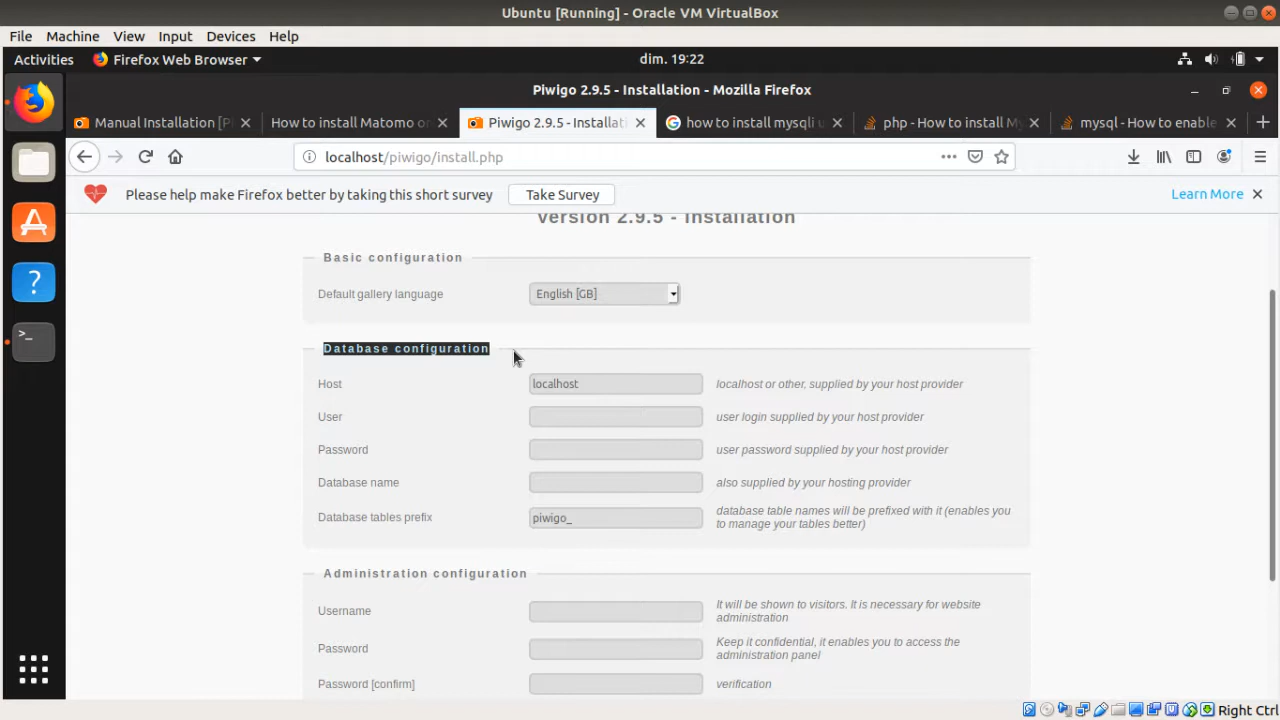 Ubuntu [Running] - Oracle VM VirtualBox
File Machine View Input Devices Help
Activities Firefox Web Browser dim. 19:22
Piwigo 2.9.5 - Installation - Mozilla Firefox
Manual Installation [P How to install Matomo or Piwigo 2.9.5 - Installati how to install mysqli u php - How to install M mysql - How to enable
localhost/piwigo/install.php
Please help make Firefox better by taking this short survey Take Survey Learn More
Version 2.9.5 - Installation
Basic configuration
Default gallery language English [GB]
Database configuration
Host localhost localhost or other, supplied by your host provider
User user login supplied by your host provider
Password user password supplied by your host provider
Database name also supplied by your hosting provider
Database tables prefix piwigo_ database table names will be prefixed with it (enables you
to manage your tables better)
Administration configuration
Username It will be shown to visitors. It is necessary for website
administration
Password Keep it confidential, it enables you to access the
administration panel
Password [confirm] verification
Right Ctrl